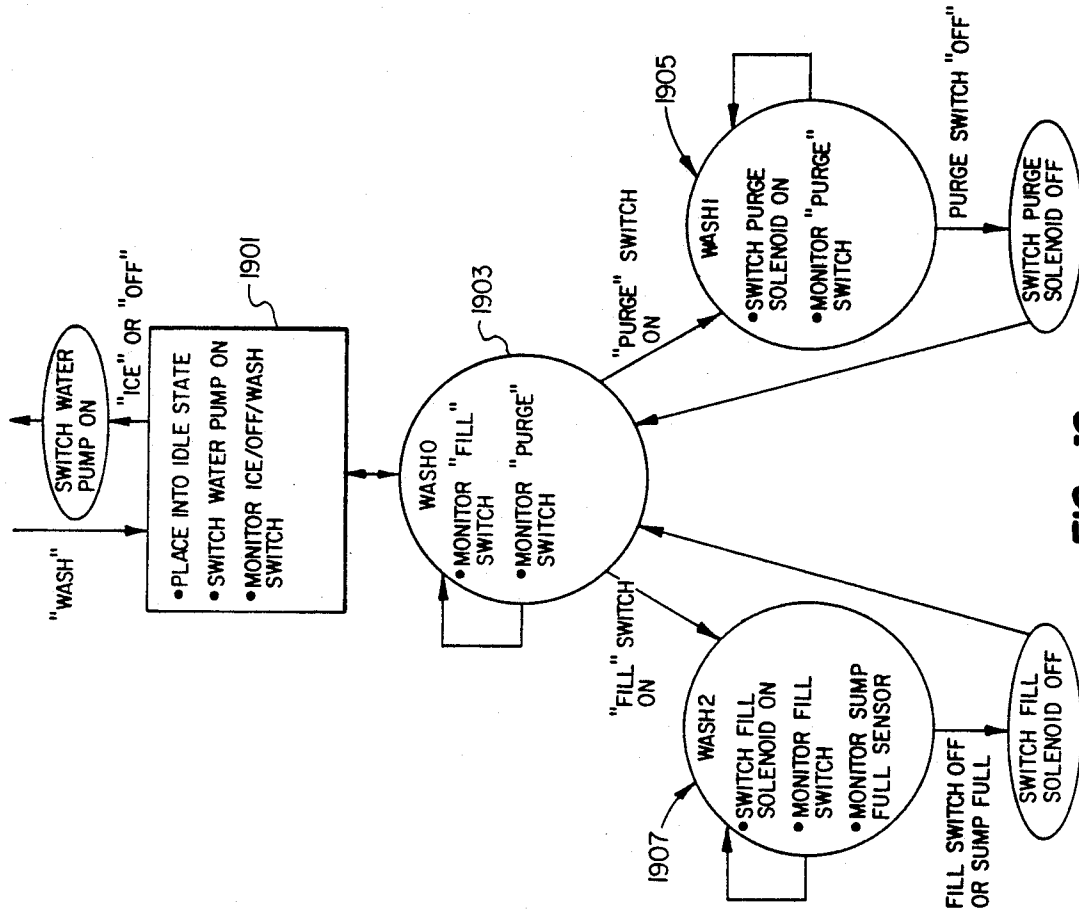 "WASH"
SWITCH WATER
PUMP ON
"ICE" OR "OFF"
1901
•PLACE INTO IDLE STATE
•SWITCH WATER PUMP ON
•MONITOR ICE/OFF/WASH
SWITCH
1903
WASH0
•MONITOR "FILL"
SWITCH
•MONITOR "PURGE"
SWITCH
"FILL" SWITCH
ON
"PURGE" SWITCH
ON
1907
WASH2
•SWITCH FILL
SOLENOID ON
•MONITOR FILL
SWITCH
•MONITOR SUMP
FULL SENSOR
1905
WASH1
•SWITCH PURGE
SOLENOID ON
•MONITOR "PURGE"
SWITCH
FILL SWITCH OFF
OR SUMP FULL
PURGE SWITCH "OFF"
SWITCH FILL
SOLENOID OFF
SWITCH PURGE
SOLENOID OFF